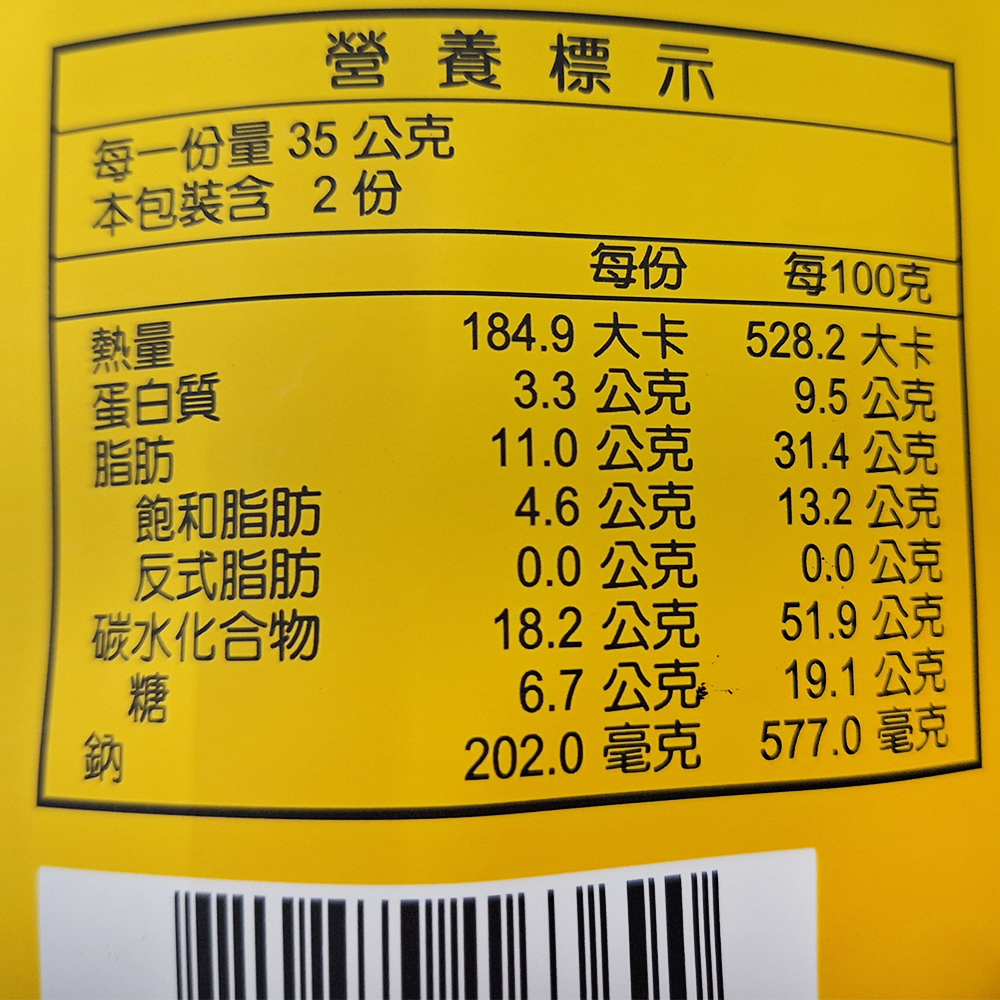 營養標示
每一份量 35 公克
本包裝含 2 份
每份 每100克
熱量 184.9 大卡 528.2 大卡
蛋白質 3.3 公克 9.5 公克
脂肪 11.0 公克 31.4 公克
飽和脂肪 4.6 公克 13.2 公克
反式脂肪 0.0 公克 0.0 公克
碳水化合物 18.2 公克 51.9 公克
糖 6.7 公克 19.1 公克
鈉 202.0 毫克 577.0 毫克